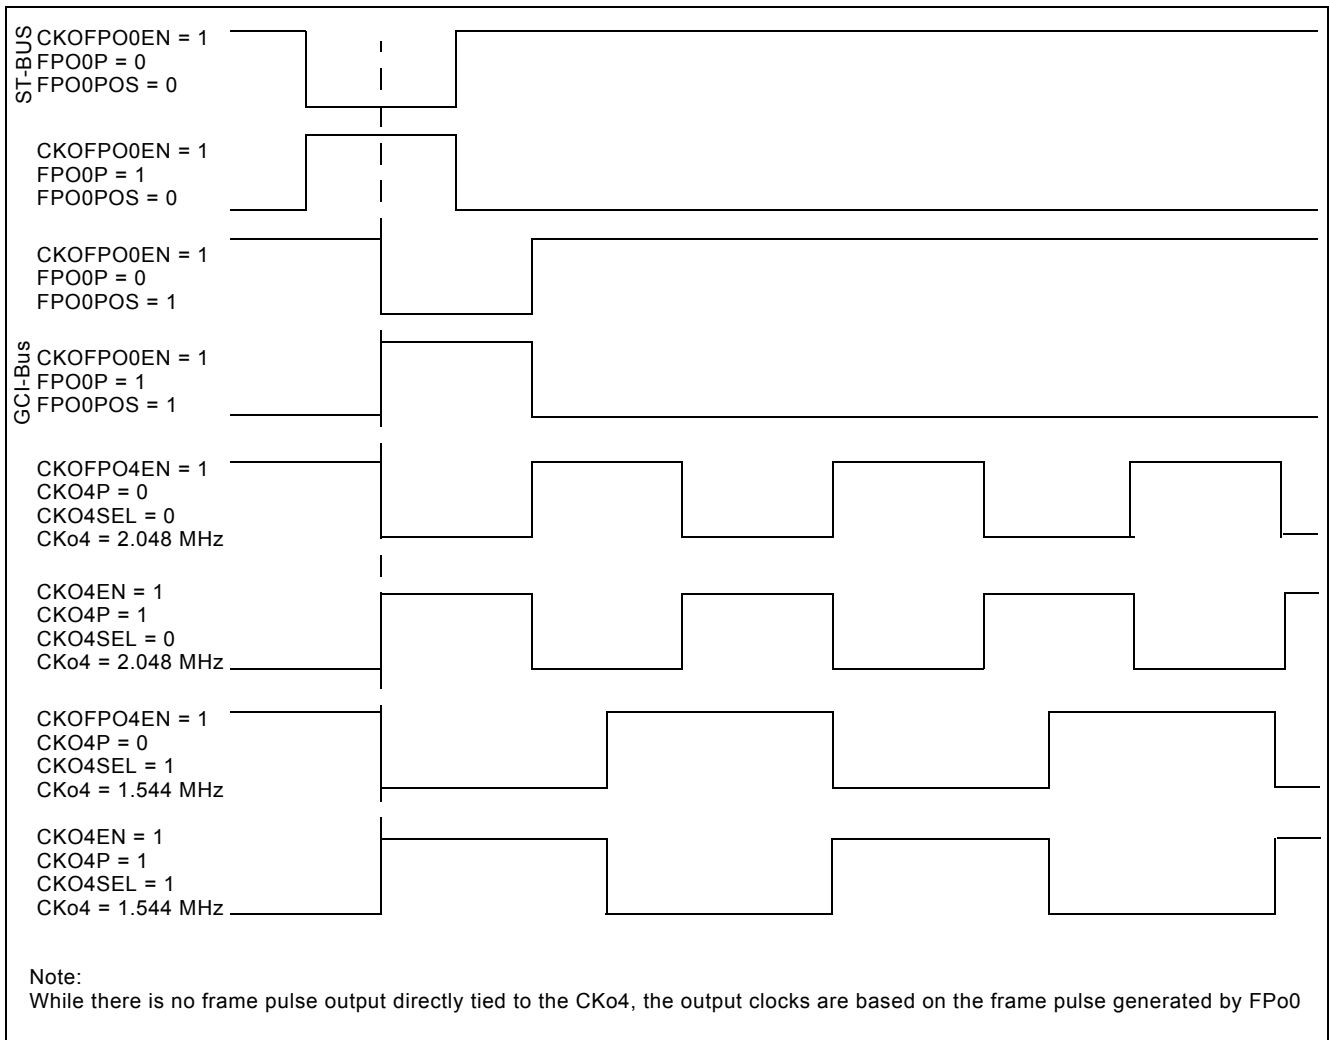 ST-BUS
CKOFPO0EN = 1
FPO0P = 0
FPO0POS = 0
CKOFPO0EN = 1
FPO0P = 1
FPO0POS = 0
CKOFPO0EN = 1
FPO0P = 0
FPO0POS = 1
GCI-Bus
CKOFPO0EN = 1
FPO0P = 1
FPO0POS = 1
CKOFPO4EN = 1
CKO4P = 0
CKO4SEL = 0
CKo4 = 2.048 MHz
CKO4EN = 1
CKO4P = 1
CKO4SEL = 0
CKo4 = 2.048 MHz
CKOFPO4EN = 1
CKO4P = 0
CKO4SEL = 1
CKo4 = 1.544 MHz
CKO4EN = 1
CKO4P = 1
CKO4SEL = 1
CKo4 = 1.544 MHz
Note:
While there is no frame pulse output directly tied to the CKo4, the output clocks are based on the frame pulse generated by FPo0